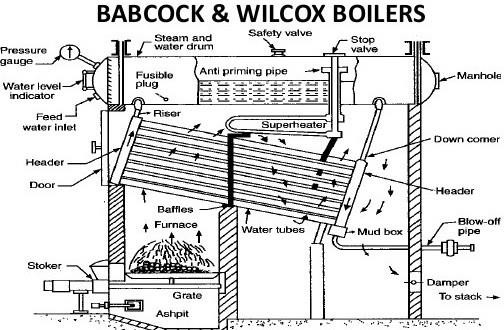 BABCOCK & WILCOX BOILERS
Safety valve
Steam and
water drum
Stop
valve
Pressure
gauge
Fusible
plug
Anti priming pipe
Manhole
Water level
indicator
Feed
water inlet
Riser
Superheater
Down corner
Header
Door
Header
Baffles
Furnace
Water tubes
Mud box
Blow-off
pipe
Stoker
Grate
Ashpit
Damper
To stack